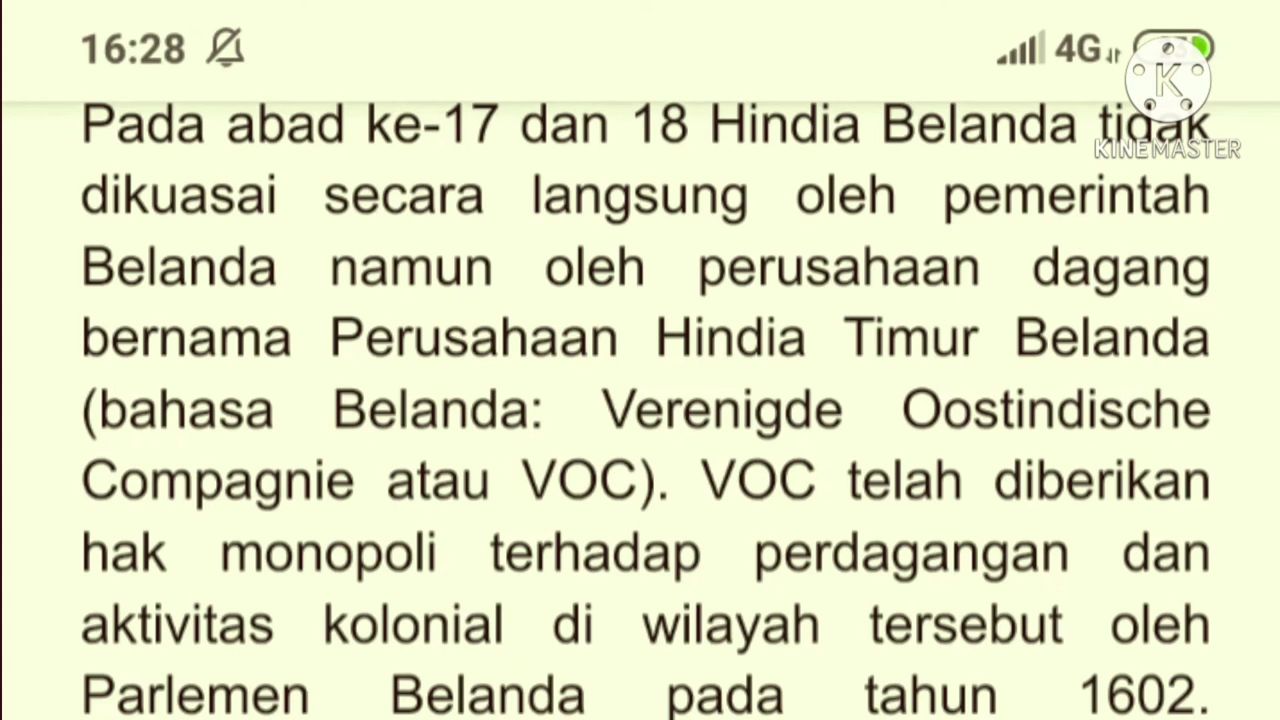 16:28 4G
K
KINEMASTER
Pada abad ke-17 dan 18 Hindia Belanda tidak
dikuasai secara langsung oleh pemerintah
Belanda namun oleh perusahaan dagang
bernama Perusahaan Hindia Timur Belanda
(bahasa Belanda: Verenigde Oostindische
Compagnie atau VOC). VOC telah diberikan
hak monopoli terhadap perdagangan dan
aktivitas kolonial di wilayah tersebut oleh
Parlemen Belanda pada tahun 1602.